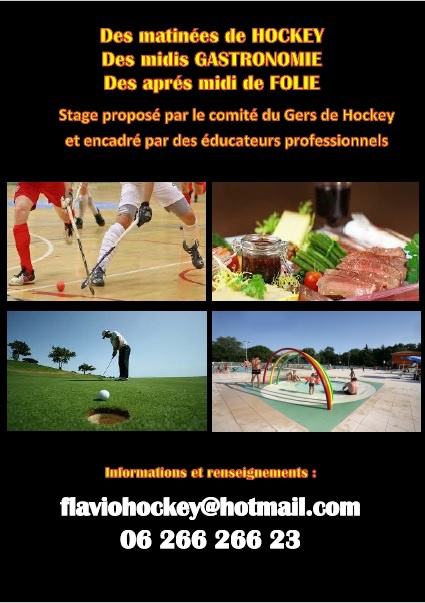 Des matinées de HOCKEY
Des midis GASTRONOMIE
Des aprés midi de FOLIE
Stage proposé par le comité du Gers de Hockey
et encadré par des éducateurs professionnels
Informations et renseignements :
flaviohockey@hotmail.com
06 266 266 23